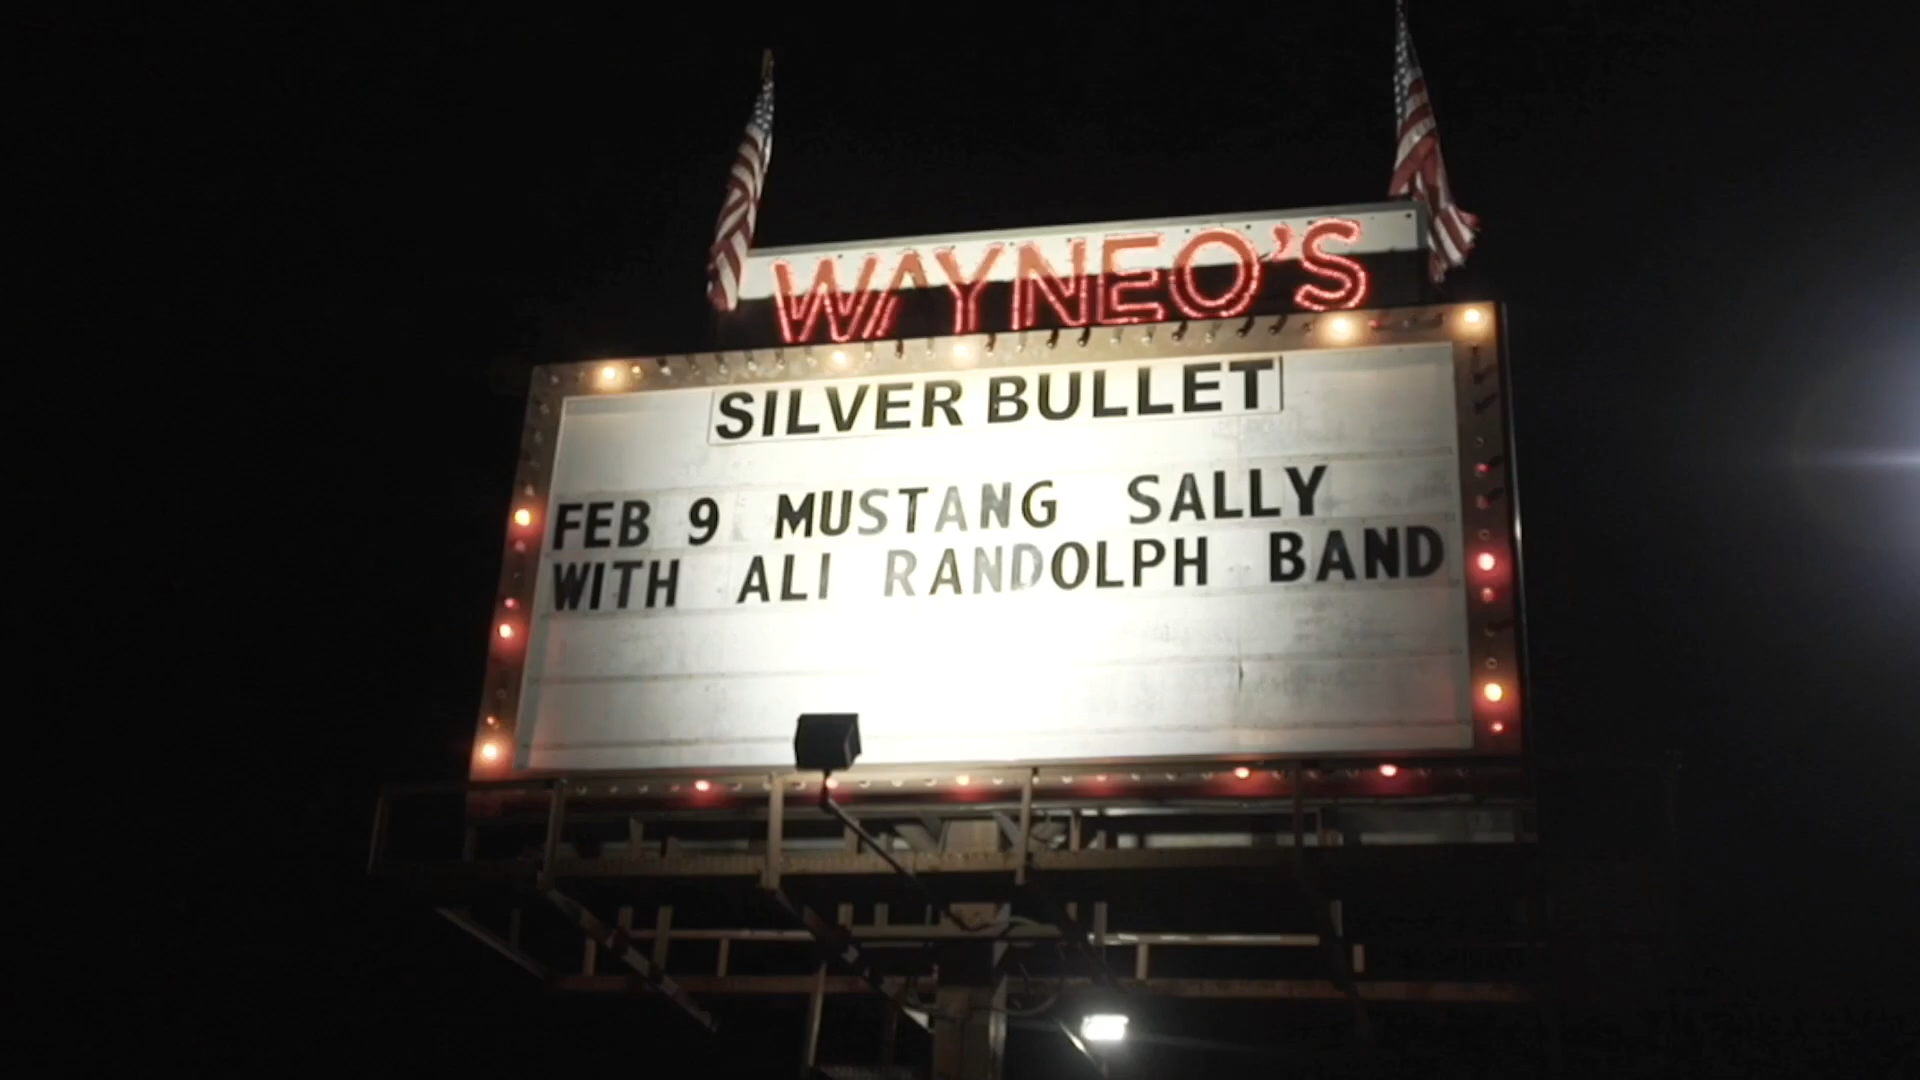 WAYNEO'S
SILVER BULLET
FEB 9 MUSTANG SALLY
WITH ALI RANDOLPH BAND